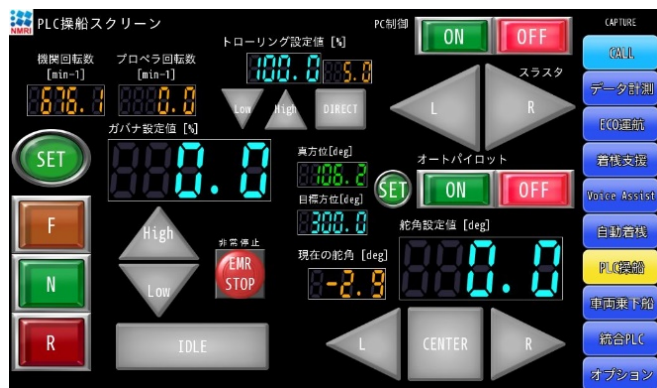 NMRI
PLC操船スクリーン
PC制御
ON
OFF
CAPTURE
機関回転数
[min-1]
プロペラ回転数
[min-1]
トローリング設定値 [%]
676.1
0.0
100.0
5.0
Low
High
DIRECT
スラスタ
L
R
ガバナ設定値 [%]
SET
0.0
真方位[deg]
106.2
目標方位[deg]
300.0
オートパイロット
SET
ON
OFF
F
N
R
High
Low
IDLE
非常停止
EMR
STOP
現在の舵角 [deg]
-2.9
舵角設定値 [deg]
0.0
L
CENTER
R
CALL
データ計測
ECO運航
着桟支援
Voice Assist
自動着桟
PLC操船
車両乗下船
統合PLC
オプション